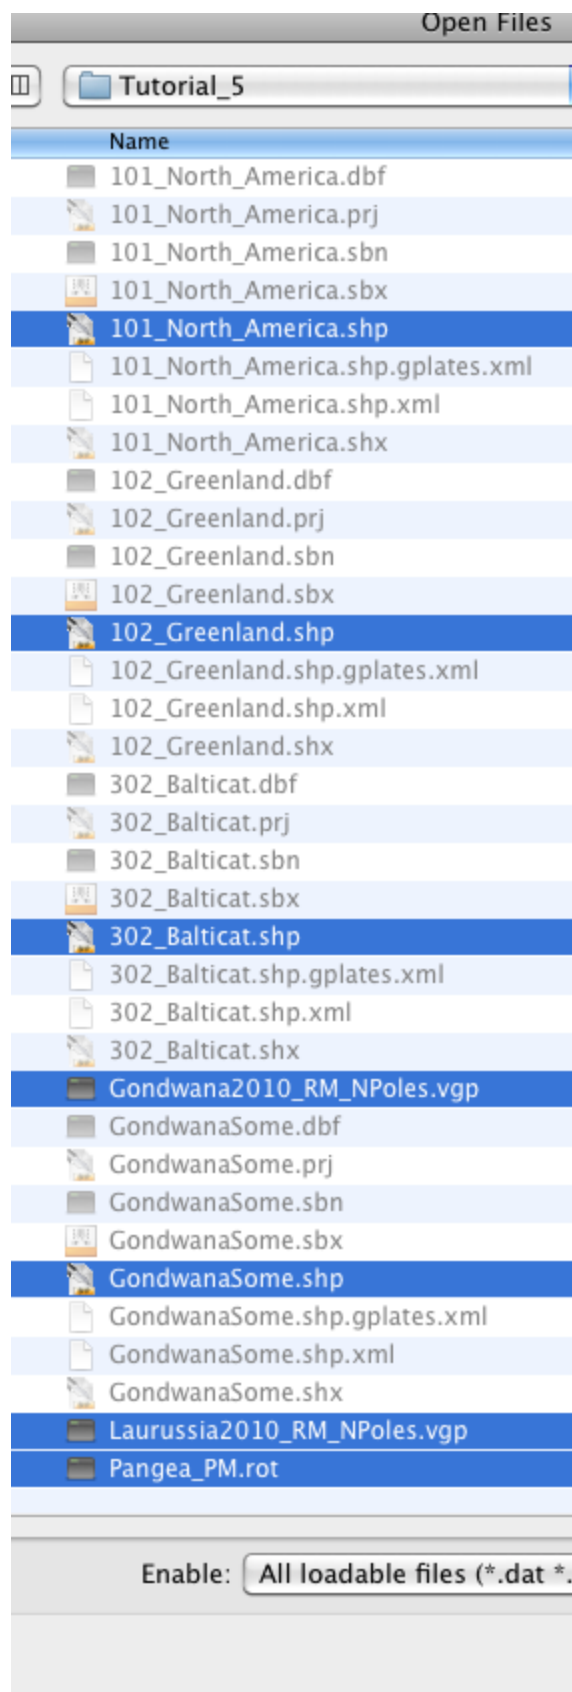 Open Files
Tutorial_5
Name
101_North_America.dbf
101_North_America.prj
101_North_America.sbn
101_North_America.sbx
101_North_America.shp
101_North_America.shp.gplates.xml
101_North_America.shp.xml
101_North_America.shx
102_Greenland.dbf
102_Greenland.prj
102_Greenland.sbn
102_Greenland.sbx
102_Greenland.shp
102_Greenland.shp.gplates.xml
102_Greenland.shp.xml
102_Greenland.shx
302_Balticat.dbf
302_Balticat.prj
302_Balticat.sbn
302_Balticat.sbx
302_Balticat.shp
302_Balticat.shp.gplates.xml
302_Balticat.shp.xml
302_Balticat.shx
Gondwana2010_RM_NPoles.vgp
GondwanaSome.dbf
GondwanaSome.prj
GondwanaSome.sbn
GondwanaSome.sbx
GondwanaSome.shp
GondwanaSome.shp.gplates.xml
GondwanaSome.shp.xml
GondwanaSome.shx
Laurussia2010_RM_NPoles.vgp
Pangea_PM.rot
Enable: All loadable files (*.dat *.